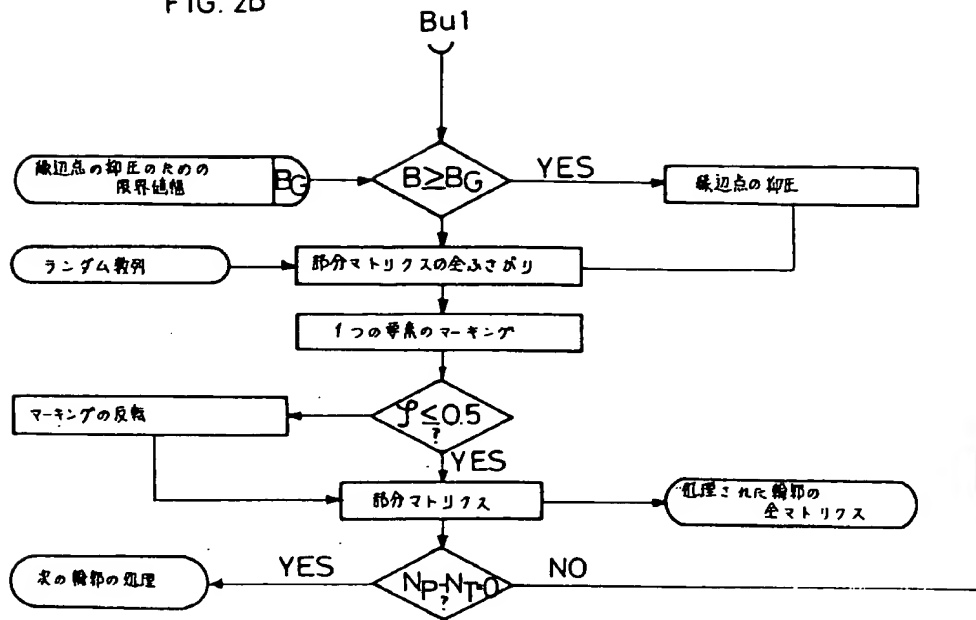 FIG. 2b
Bu1
縁辺点の抑圧のための
限界値幅
BG
B≥BG
YES
縁辺点の抑圧
ランダム数列
部分マトリクスの全ふさがり
1つの要素のマーキング
マーキングの反転
φ≤0.5
?
YES
部分マトリクス
処理された輪郭の
全マトリクス
次の輪郭の処理
YES
NP-NT=0
?
NO